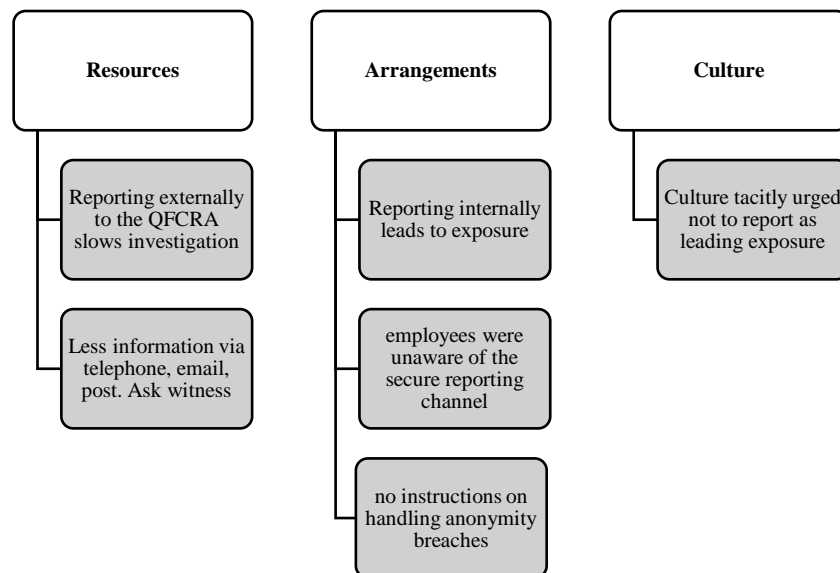 Resources
Reporting externally
to the QFCRA
slows investigation
Less information via
telephone, email,
post. Ask witness
Arrangements
Reporting internally
leads to exposure
employees were
unaware of the
secure reporting
channel
no instructions on
handling anonymity
breaches
Culture
Culture tacitly urged
not to report as
leading exposure